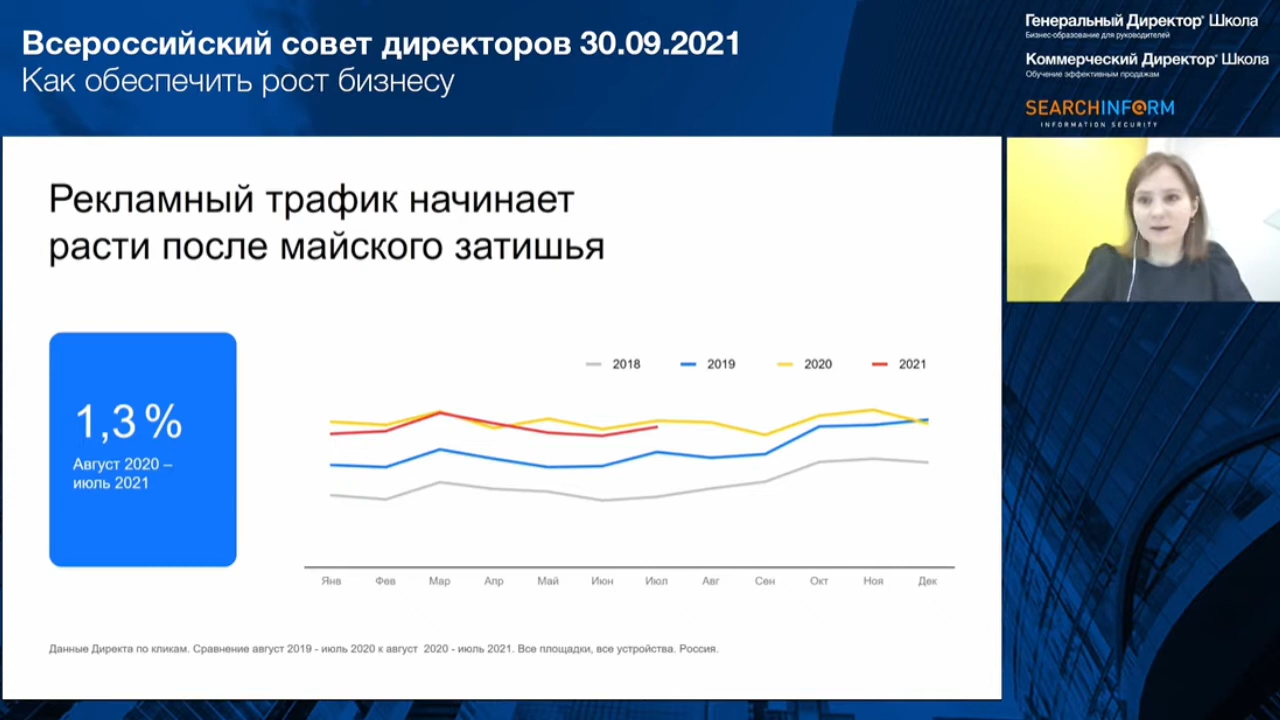 Всероссийский совет директоров 30.09.2021
Как обеспечить рост бизнесу
Генеральный Директор® Школа
Бизнес-образование для руководителей
Коммерческий Директор® Школа
Обучение эффективным продажам
SEARCHINF@RM
INFORMATION SECURITY
Рекламный трафик начинает
расти после майского затишья
1,3 %
Август 2020 –
июль 2021
2018 2019 2020 2021
Янв Фев Мар Апр Май Июн Июл Авг Сен Окт Ноя Дек
Данные Директа по кликам. Сравнение август 2019 - июль 2020 к август 2020 - июль 2021. Все площадки, все устройства. Россия.